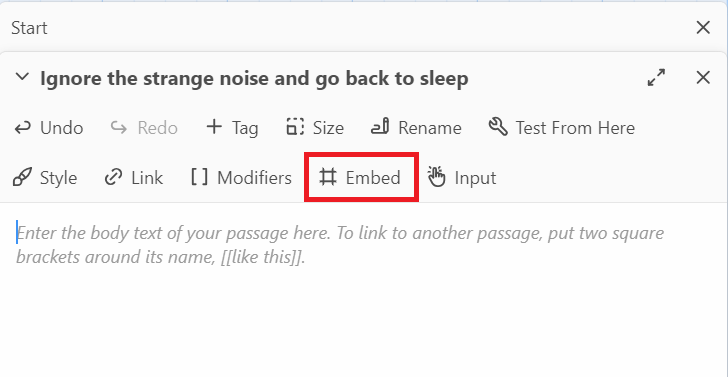 Start
Ignore the strange noise and go back to sleep
Undo Redo Tag Size Rename Test From Here
Style Link Modifiers Embed Input
Enter the body text of your passage here. To link to another passage, put two square
brackets around its name, [[like this]].